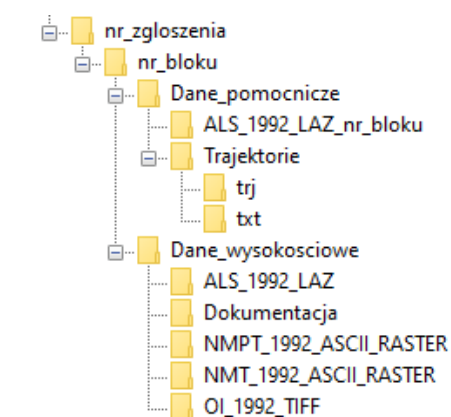 nr_zgloszenia
nr_bloku
Dane_pomocnicze
ALS_1992_LAZ_nr_bloku
Trajektorie
trj
txt
Dane_wysokosciowe
ALS_1992_LAZ
Dokumentacja
NMPT_1992_ASCII_RASTER
NMT_1992_ASCII_RASTER
OI_1992_TIFF